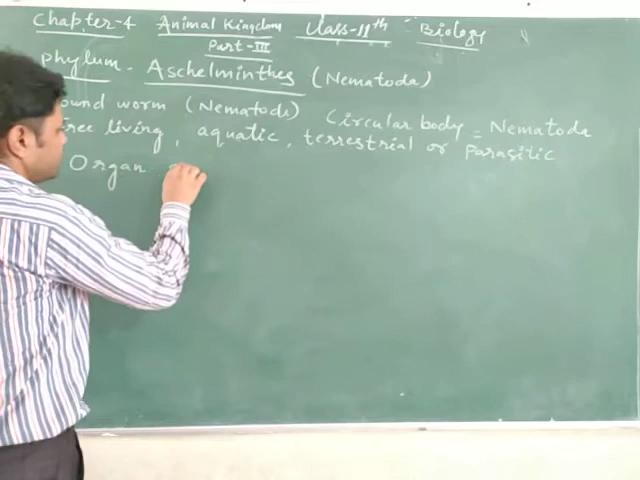 Chapter-4 Animal Kingdom Class-11th Biology
Part-III
Phylum - Aschelminthes (Nematoda)
ound worm (Nematode) Circular body = Nematoda
ree living, aquatic, terrestrial or Parasitic
Organ